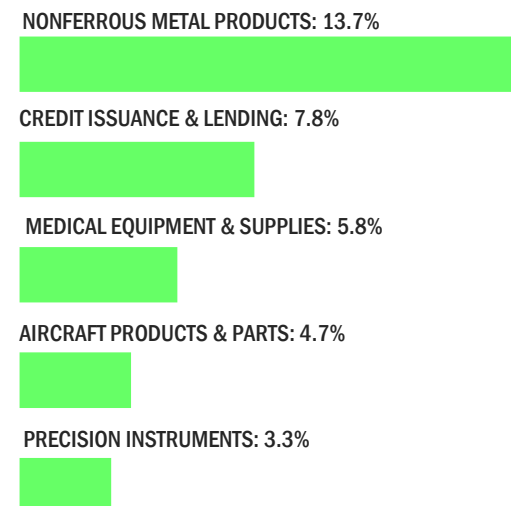 NONFERROUS METAL PRODUCTS: 13.7%
CREDIT ISSUANCE & LENDING: 7.8%
MEDICAL EQUIPMENT & SUPPLIES: 5.8%
AIRCRAFT PRODUCTS & PARTS: 4.7%
PRECISION INSTRUMENTS: 3.3%